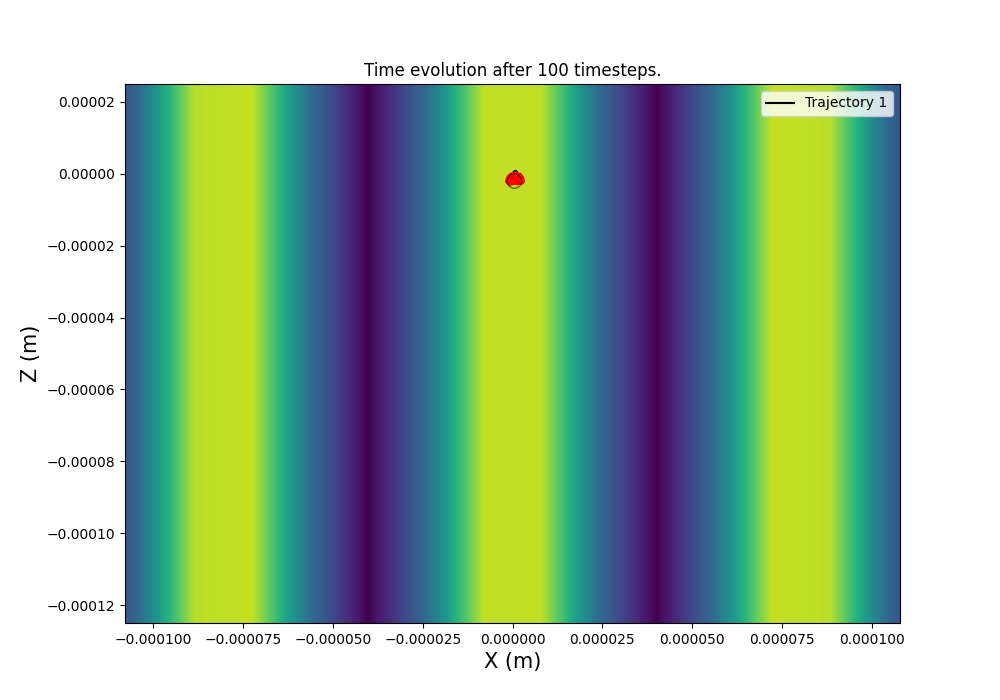 Time evolution after 100 timesteps.
Trajectory 1
0.00002
0.00000
−0.00002
−0.00004
−0.00006
−0.00008
−0.00010
−0.00012
Z (m)
−0.000100 −0.000075 −0.000050 −0.000025 0.000000 0.000025 0.000050 0.000075 0.000100
X (m)